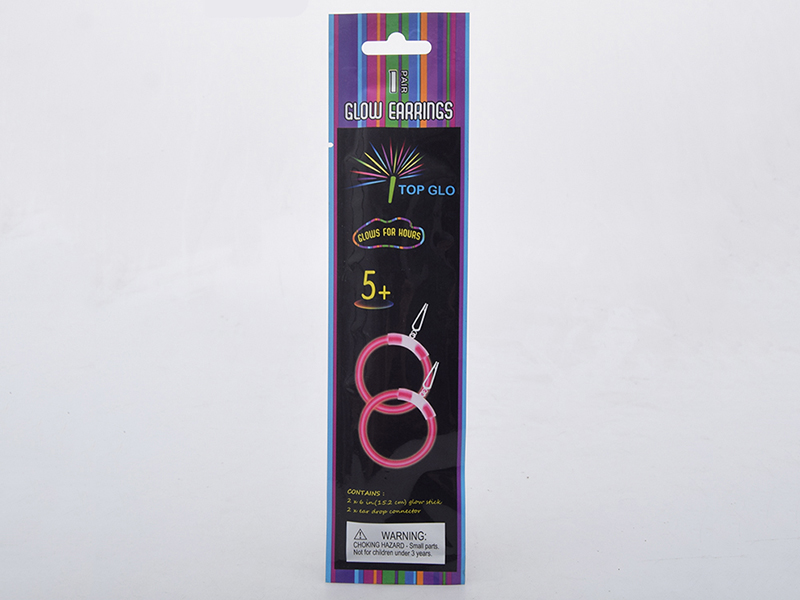 1 PAIR
GLOW EARRINGS
TOP GLO
GLOWS FOR HOURS
5+
CONTAINS :
2 x 6 in.(15.2 cm) glow stick
2 x ear drop connector
WARNING:
CHOKING HAZARD - Small parts.
Not for children under 3 years.